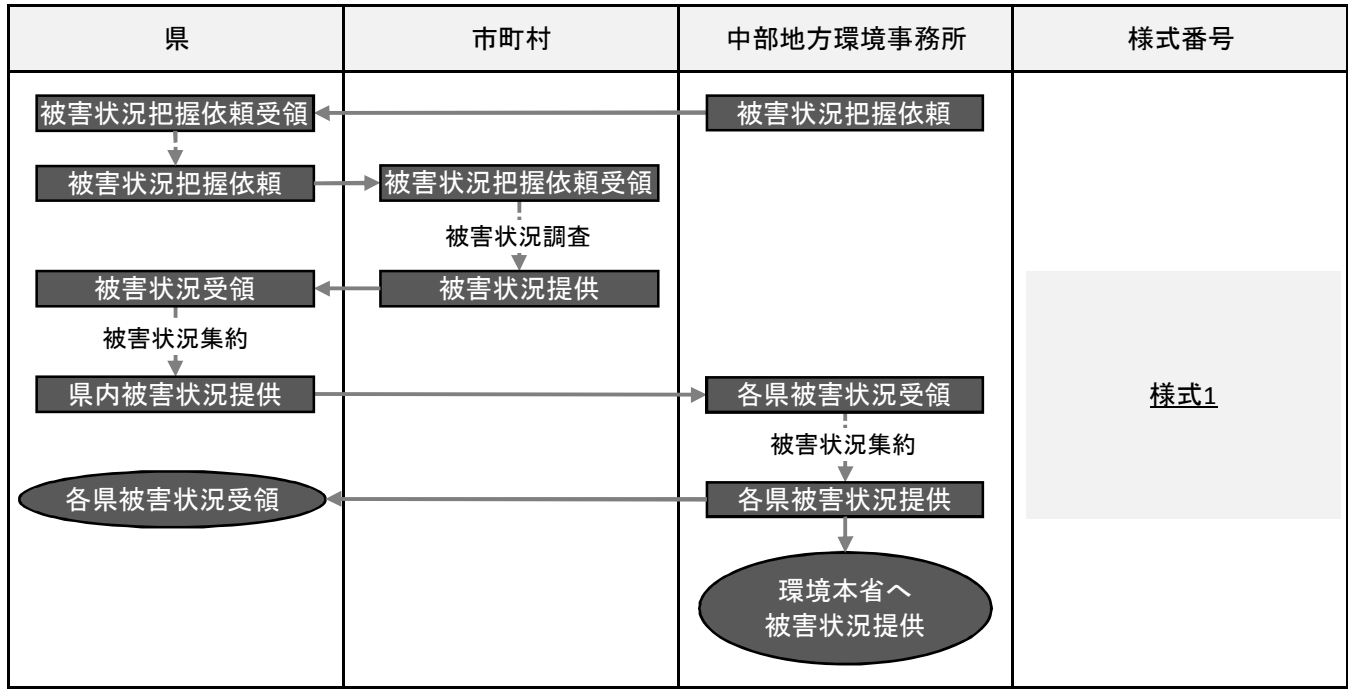 県
市町村
中部地方環境事務所
様式番号
被害状況把握依頼受領
被害状況把握依頼
被害状況把握依頼
被害状況把握依頼受領
被害状況調査
被害状況受領
被害状況提供
被害状況集約
県内被害状況提供
各県被害状況受領
様式1
被害状況集約
各県被害状況受領
各県被害状況提供
環境本省へ
被害状況提供